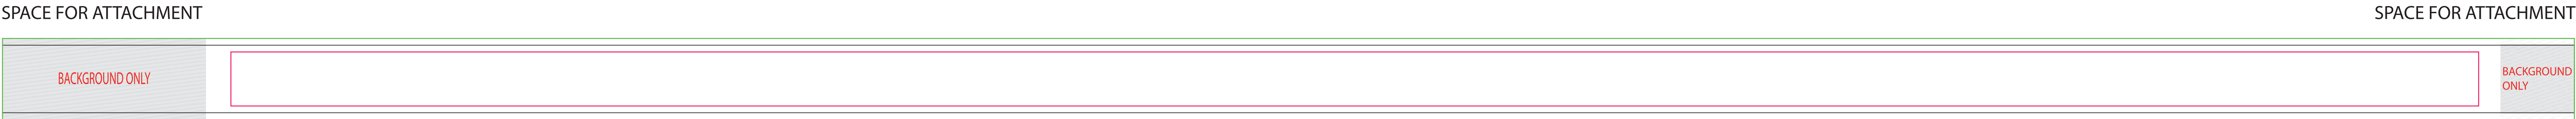 SPACE FOR ATTACHMENT
SPACE FOR ATTACHMENT
BACKGROUND ONLY
BACKGROUND
ONLY